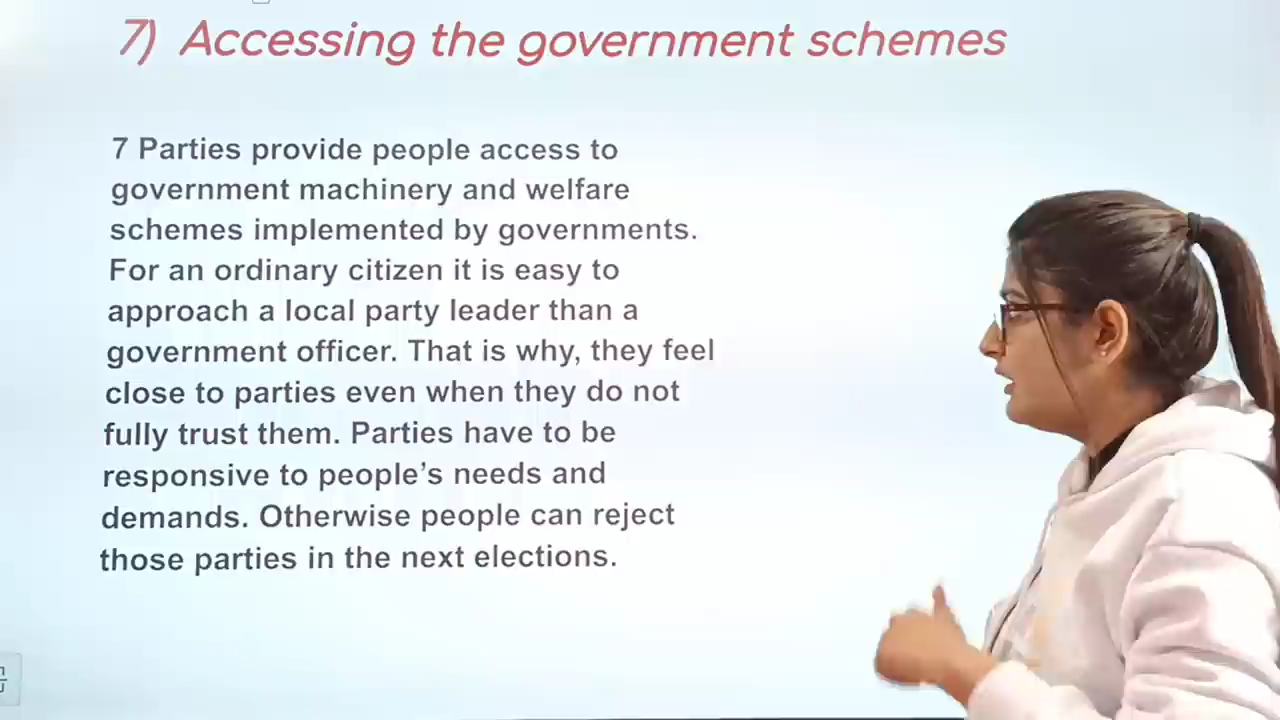 7) Accessing the government schemes
7 Parties provide people access to
government machinery and welfare
schemes implemented by governments.
For an ordinary citizen it is easy to
approach a local party leader than a
government officer. That is why, they feel
close to parties even when they do not
fully trust them. Parties have to be
responsive to people’s needs and
demands. Otherwise people can reject
those parties in the next elections.